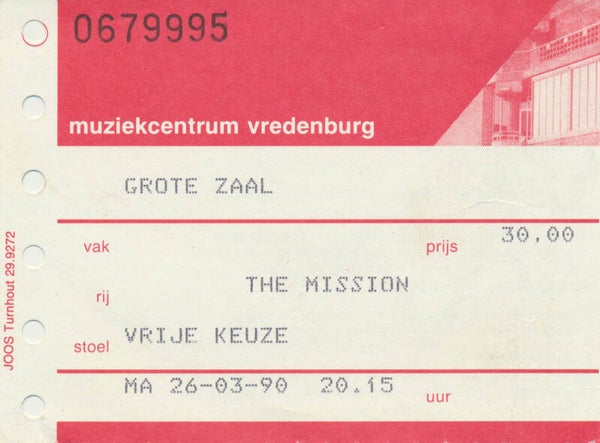 0679995
muziekcentrum vredenburg
GROTE ZAAL
vak prijs 30,00
rij THE MISSION
stoel VRIJE KEUZE
MA 26-03-90 20.15 uur
JOOS Turnhout 29.9272